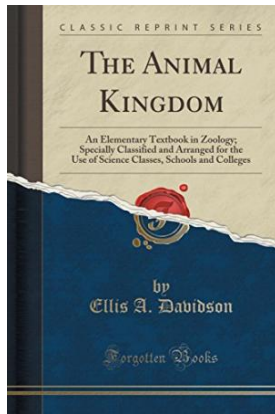 CLASSIC REPRINT SERIES
THE ANIMAL
KINGDOM
An Elementary Textbook in Zoology;
Specially Classified and Arranged for the
Use of Science Classes, Schools and Colleges
by
Ellis A. Davidson
Forgotten Books